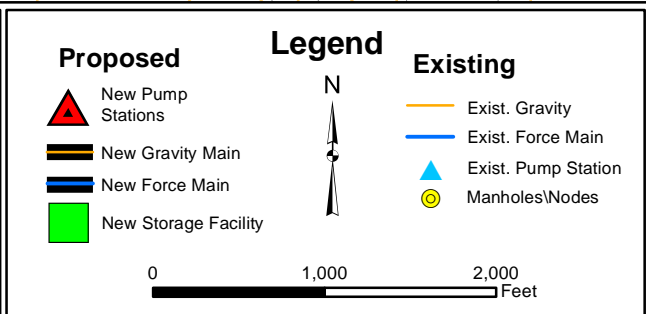 Legend
Proposed
New Pump
Stations
New Gravity Main
New Force Main
New Storage Facility
N
Existing
Exist. Gravity
Exist. Force Main
Exist. Pump Station
Manholes\Nodes
0 1,000 2,000
Feet